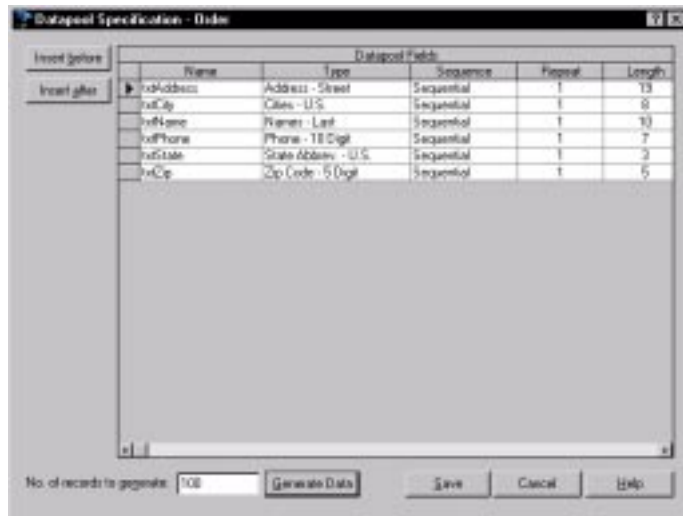 Datapool Specification - Order
Insert before
Insert after
Datapool Fields
Name Type Sequence Repeat Length
txtAddress Address - Street Sequential 1 19
txtCity Cities - U.S. Sequential 1 8
txtName Names - Last Sequential 1 10
txtPhone Phone - 10 Digit Sequential 1 7
txtState State Abbrev. - U.S. Sequential 1
txtZip Zip Code - 5 Digit Sequential 1 5
No. of records to generate: 100
Generate Data
Save
Cancel
Help